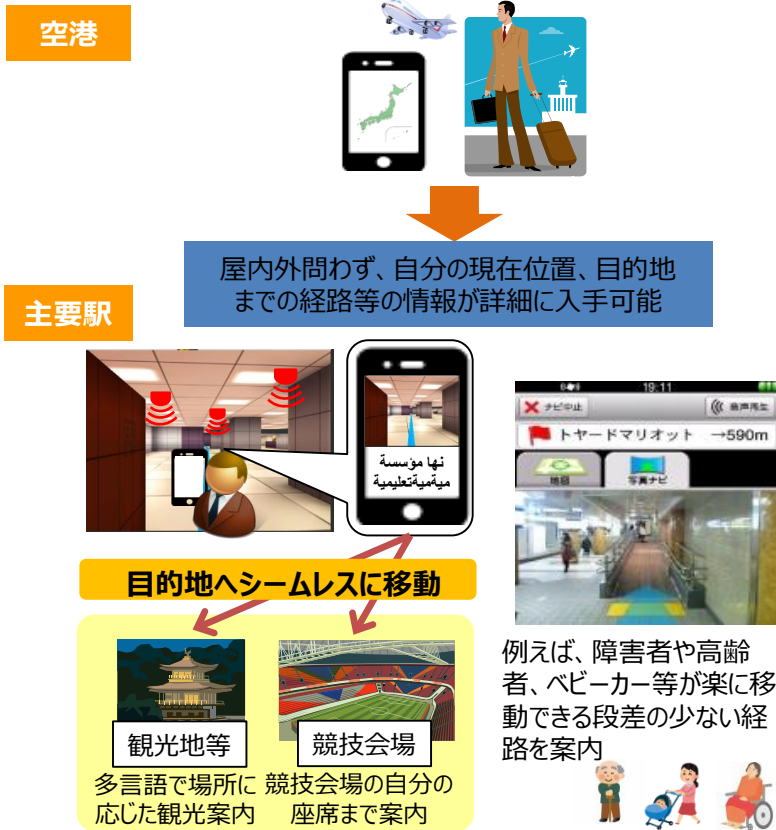 空港
屋内外問わず、自分の現在位置、目的地
までの経路等の情報が詳細に入手可能
主要駅
نها مؤسسة
ميةميةتعليمية
19:11
ナビ中止
音声再生
トヤードマリオット →590m
地図
写真ナビ
目的地へシームレスに移動
観光地等
競技会場
多言語で場所に
応じた観光案内
競技会場の自分の
座席まで案内
例えば、障害者や高齢
者、ベビーカー等が楽に移
動できる段差の少ない経
路を案内